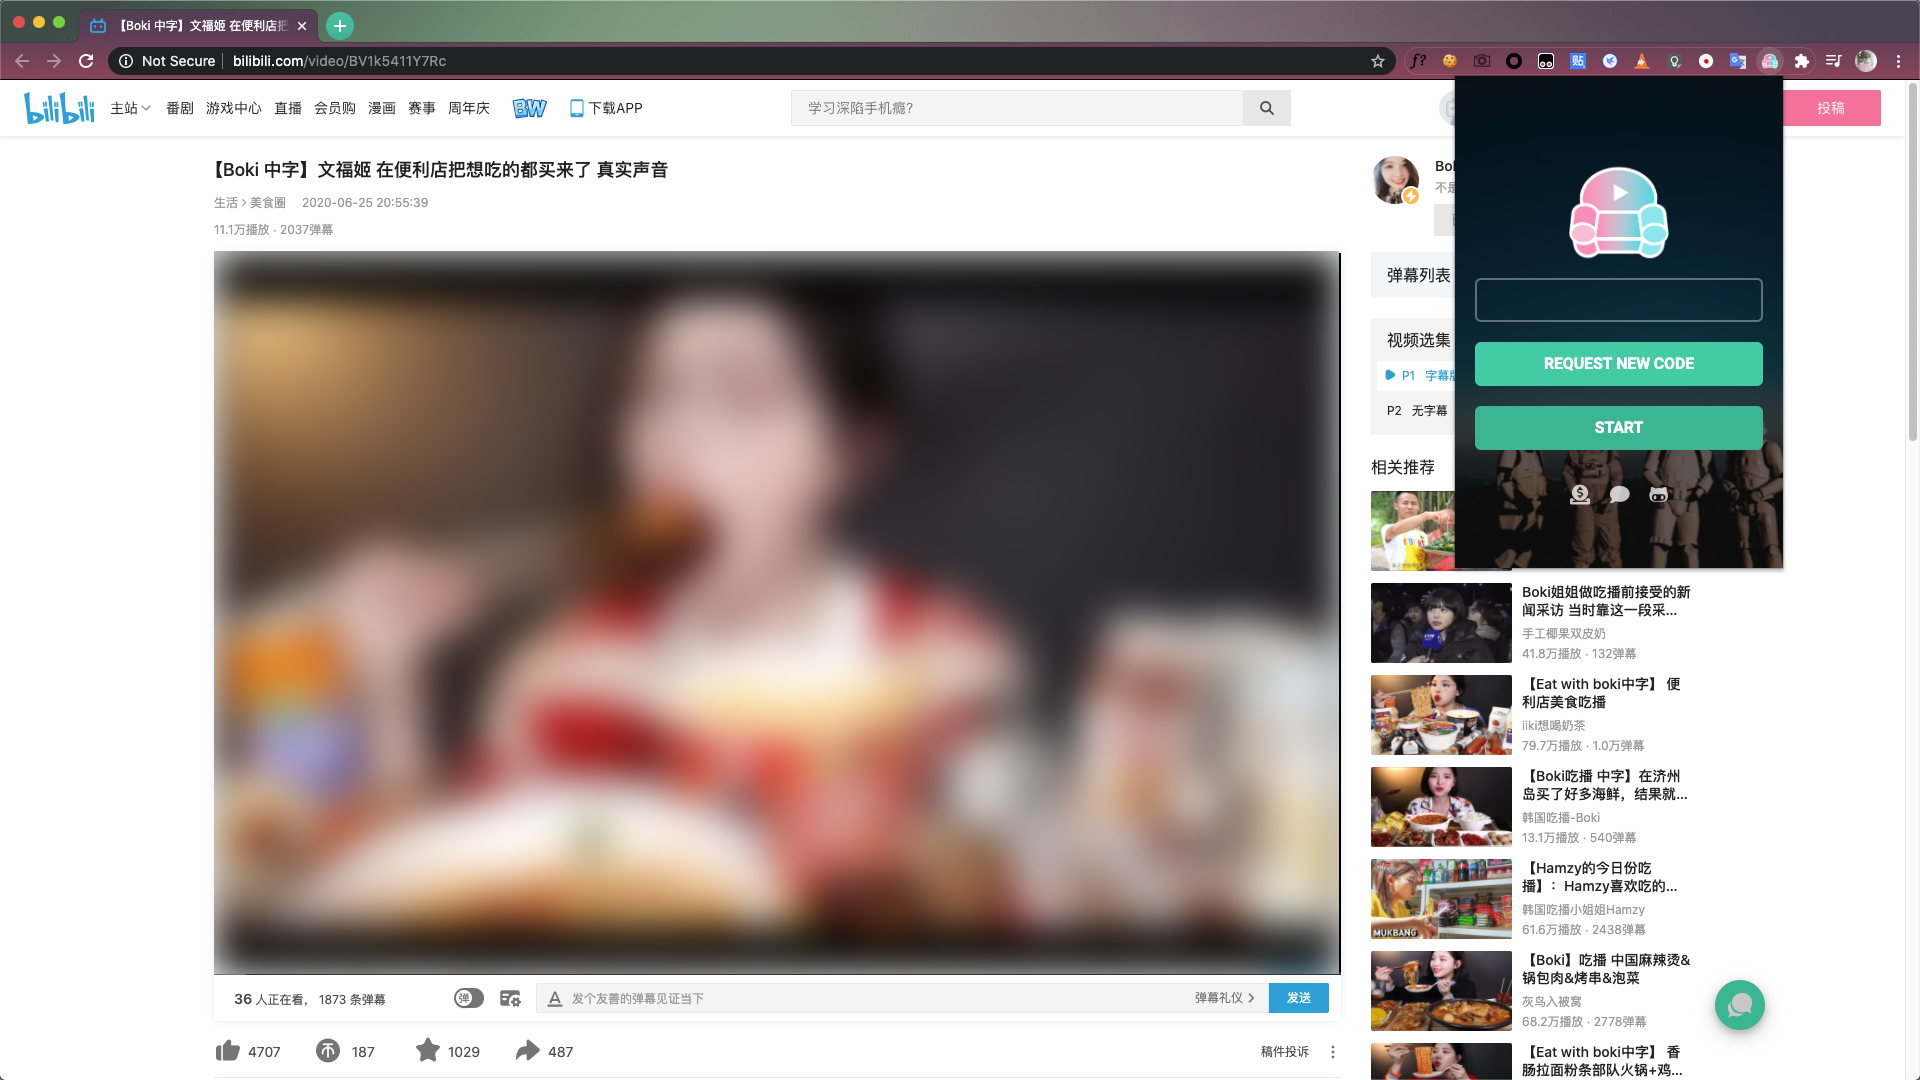 【Boki 中字】文福姬 在便利店把
Not Secure
bilibili.com/video/BV1k5411Y7Rc
f?
贴
bilibili
主站
番剧
游戏中心
直播
会员购
漫画
赛事
周年庆
BW
下载APP
学习深陷手机瘾?
投稿
【Boki 中字】文福姬 在便利店把想吃的都买来了 真实声音
生活 > 美食圈 2020-06-25 20:55:39
11.1万播放 · 2037弹幕
36 人正在看, 1873 条弹幕
弹
发个友善的弹幕见证当下
弹幕礼仪 >
发送
4707
187
1029
487
稿件投诉
弹幕列表
视频选集
P1 字幕
P2 无字幕
相关推荐
REQUEST NEW CODE
START
Boki姐姐做吃播前接受的新
闻采访 当时靠这一段采...
手工椰果双皮奶
41.8万播放 · 132弹幕
【Eat with boki中字】 便
利店美食吃播
iiki想喝奶茶
79.7万播放 · 1.0万弹幕
【Boki吃播 中字】在济州
岛买了好多海鲜，结果就...
韩国吃播-Boki
13.1万播放 · 540弹幕
MUKBANG
【Hamzy的今日份吃
播】：Hamzy喜欢吃的...
韩国吃播小姐姐Hamzy
61.6万播放 · 2438弹幕
【Boki】吃播 中国麻辣烫&
锅包肉&烤串&泡菜
灰鸟入被窝
68.2万播放 · 2778弹幕
【Eat with boki中字】 香
肠拉面粉条部队火锅+鸡...